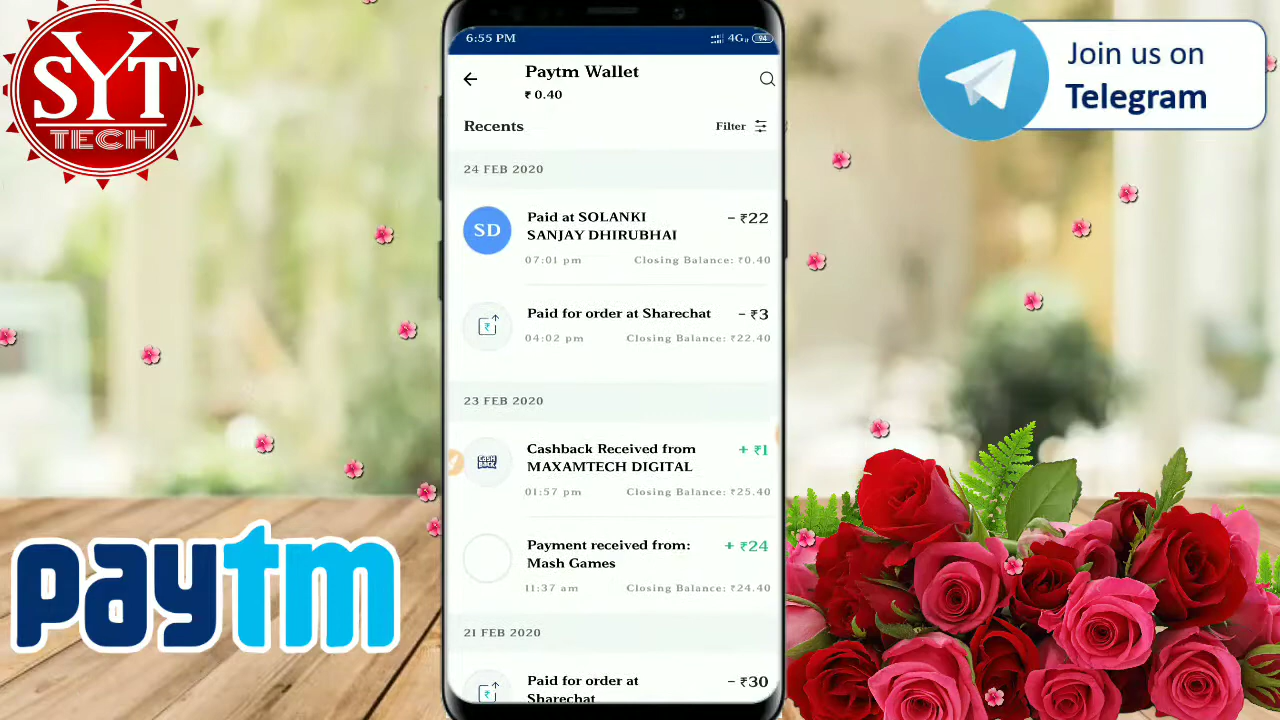 SYT
TECH
Join us on
Telegram
6:55 PM
4G
94
Paytm Wallet
₹ 0.40
Recents
Filter
24 FEB 2020
SD
Paid at SOLANKI
SANJAY DHIRUBHAI
- ₹22
07:01 pm
Closing Balance: ₹0.40
Paid for order at Sharechat
- ₹3
04:02 pm
Closing Balance: ₹22.40
23 FEB 2020
Cashback Received from
MAXAMTECH DIGITAL
+ ₹1
01:57 pm
Closing Balance: ₹25.40
Payment received from:
Mash Games
+ ₹24
11:37 am
Closing Balance: ₹24.40
21 FEB 2020
Paid for order at
Sharechat
- ₹30
paytm